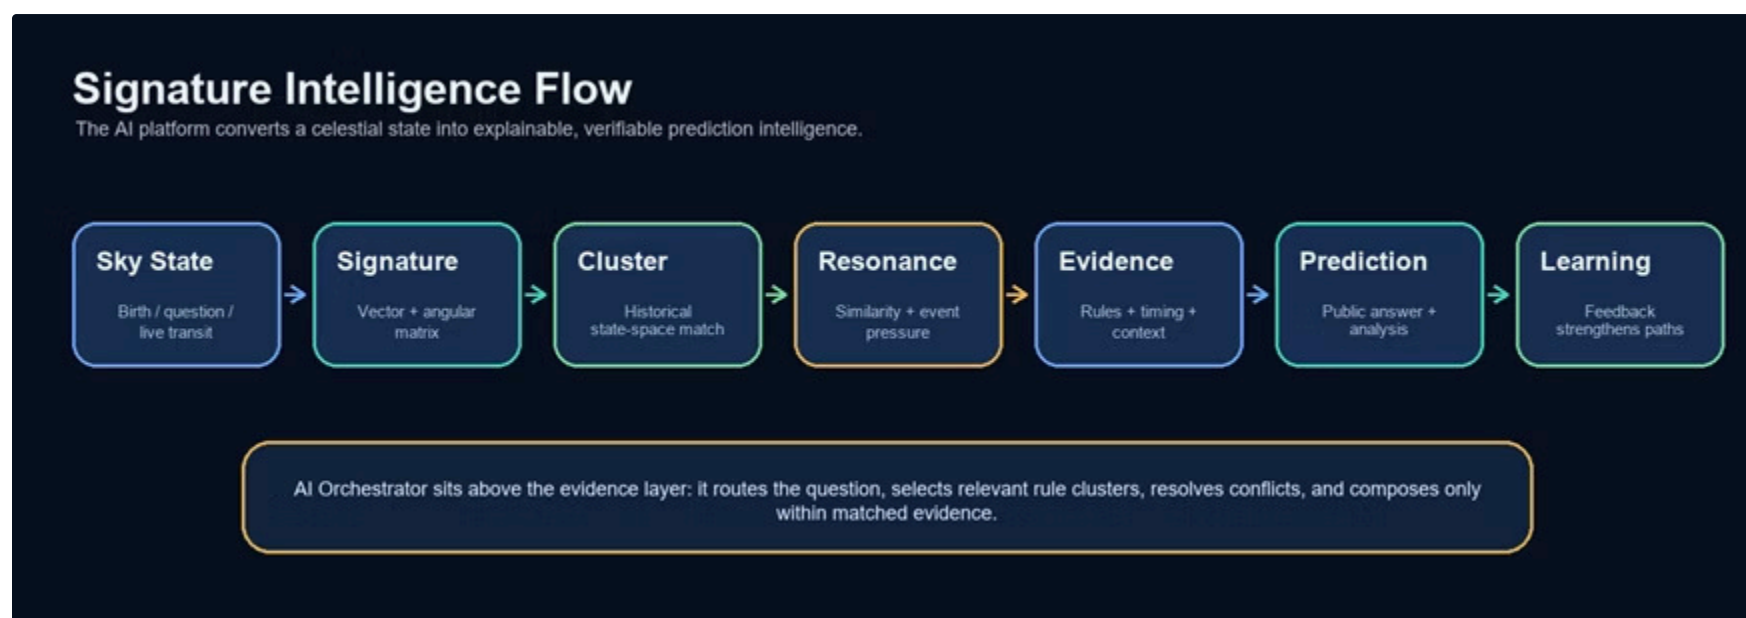 Signature Intelligence Flow
The AI platform converts a celestial state into explainable, verifiable prediction intelligence.
Sky State
Birth / question /
live transit
Signature
Vector + angular
matrix
Cluster
Historical
state-space match
Resonance
Similarity + event
pressure
Evidence
Rules + timing +
context
Prediction
Public answer +
analysis
Learning
Feedback
strengthens paths
AI Orchestrator sits above the evidence layer: it routes the question, selects relevant rule clusters, resolves conflicts, and composes only
within matched evidence.